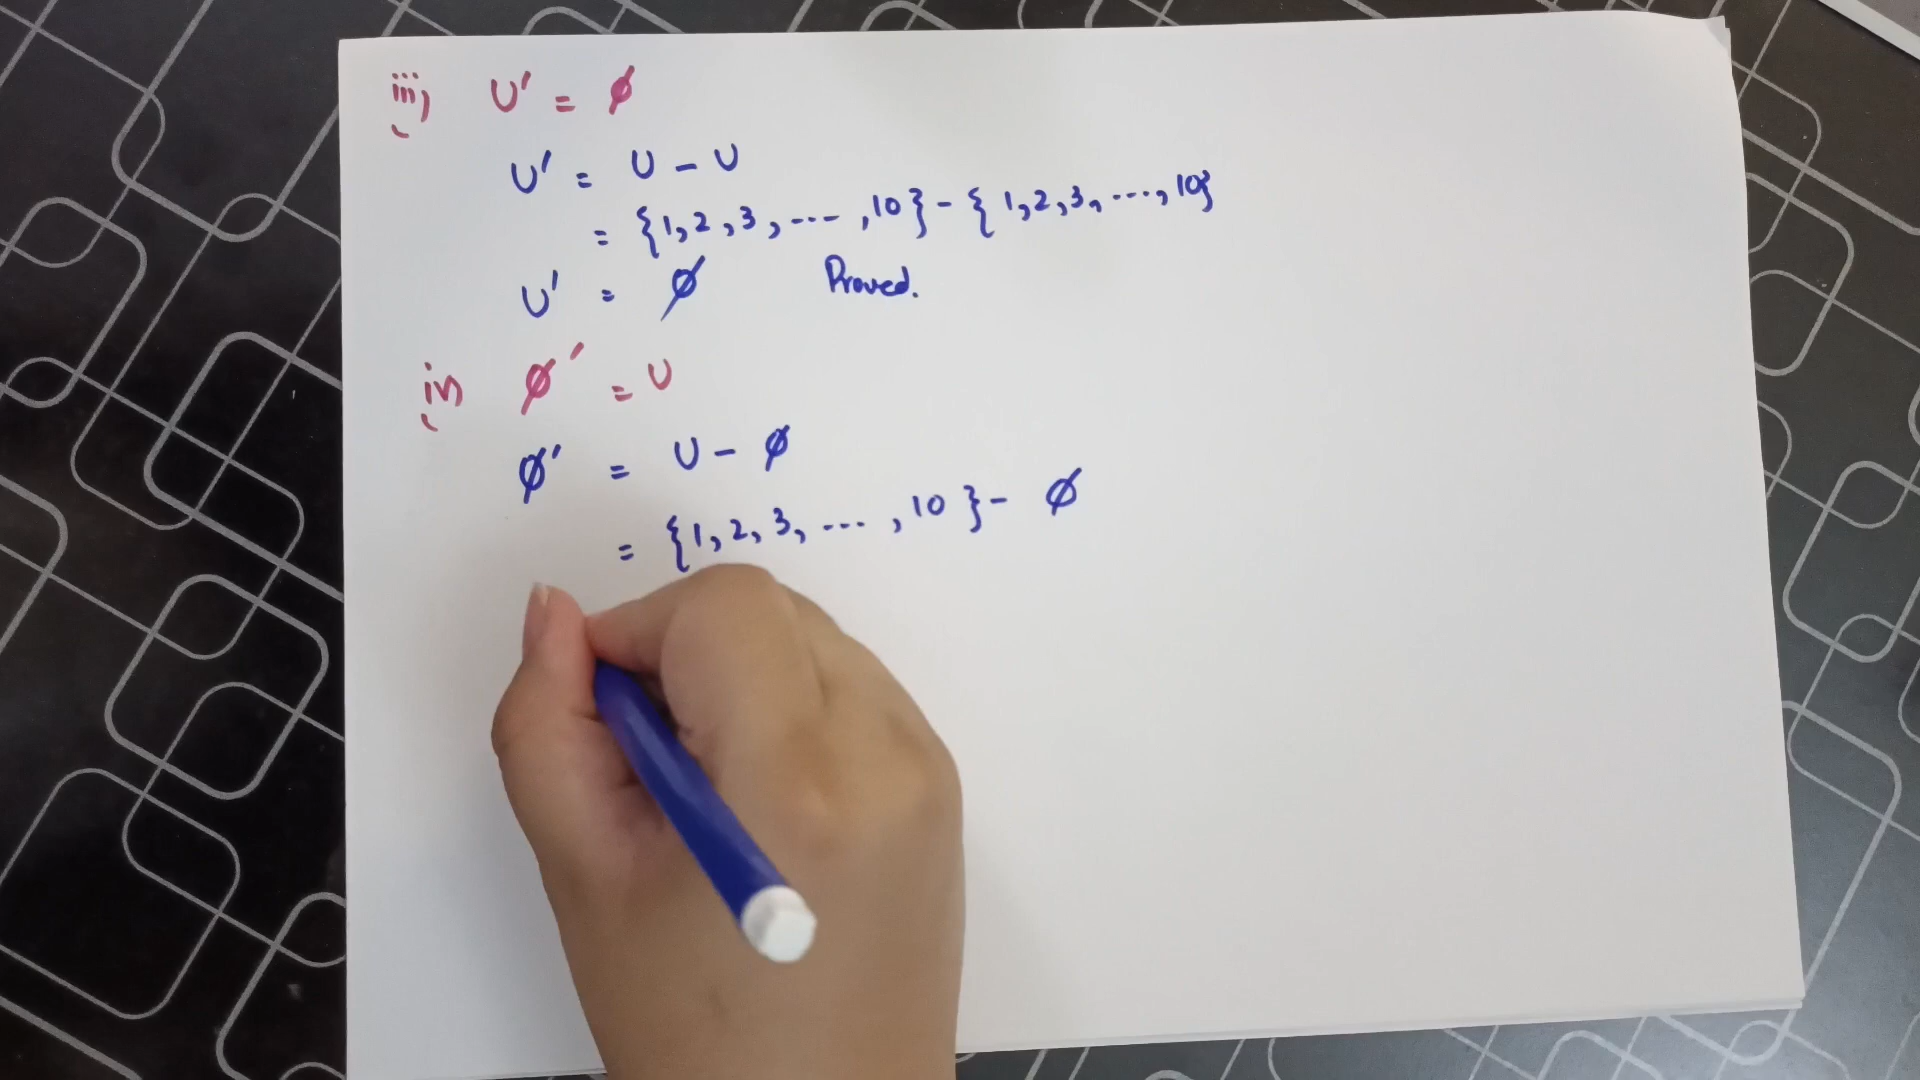 iii) U' = ϕ
U' = U - U
= {1,2,3, ---- ,10} - {1,2,3, ----, 10}
U' = ϕ Proved.
iv) ϕ' = U
ϕ' = U - ϕ
= {1,2,3, ---- ,10} - ϕ